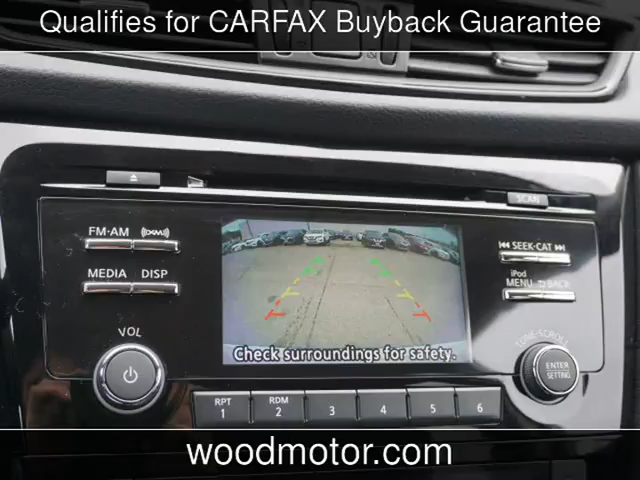 Qualifies for CARFAX Buyback Guarantee
SCAN
FM·AM
((XM))
SEEK·CAT
MEDIA DISP
iPod
MENU BACK
VOL
TUNE·SCROLL
ENTER
SETTING
Check surroundings for safety.
RPT
1
RDM
2
3
4
5
6
woodmotor.com